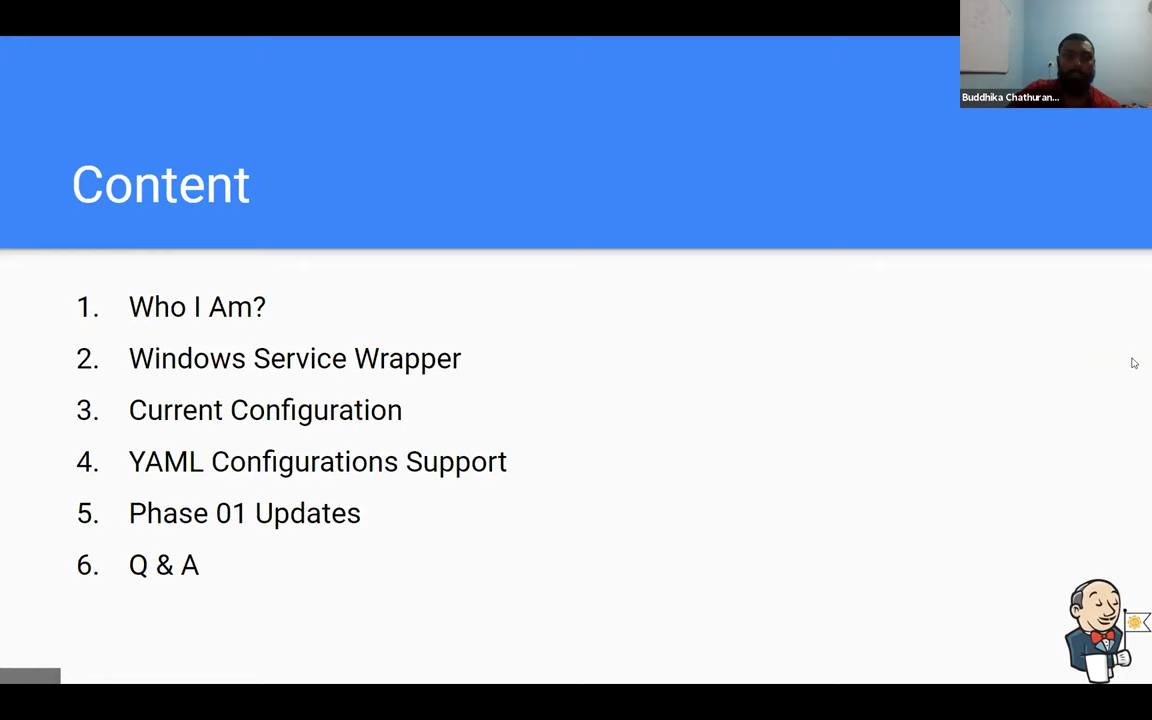 Buddhika Chathuran...
Content
1. Who I Am?
2. Windows Service Wrapper
3. Current Configuration
4. YAML Configurations Support
5. Phase 01 Updates
6. Q & A